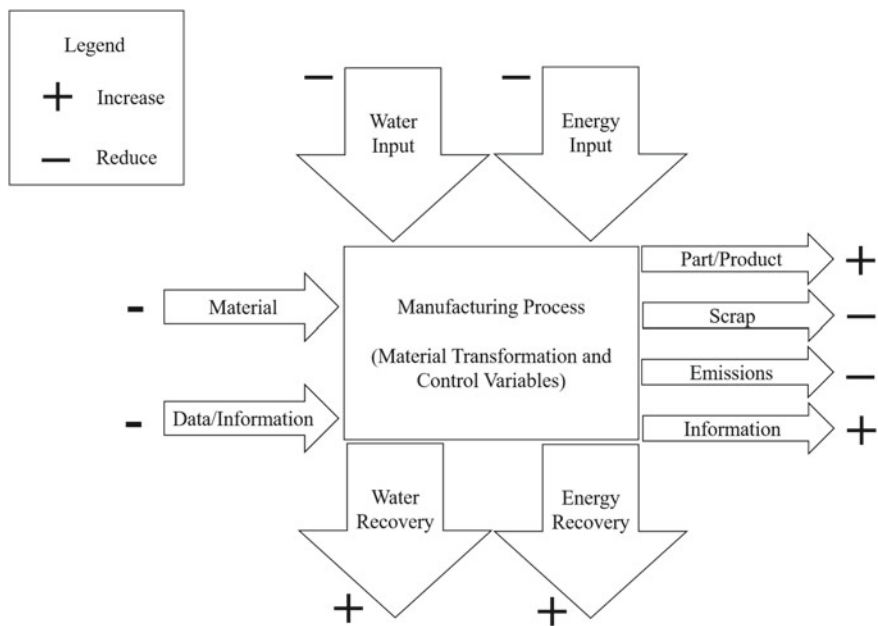 Legend
+ Increase
− Reduce
− Water
Input
− Energy
Input
- Material
- Data/Information
Manufacturing Process
(Material Transformation and
Control Variables)
Part/Product +
Scrap −
Emissions −
Information +
Water
Recovery
+
Energy
Recovery
+